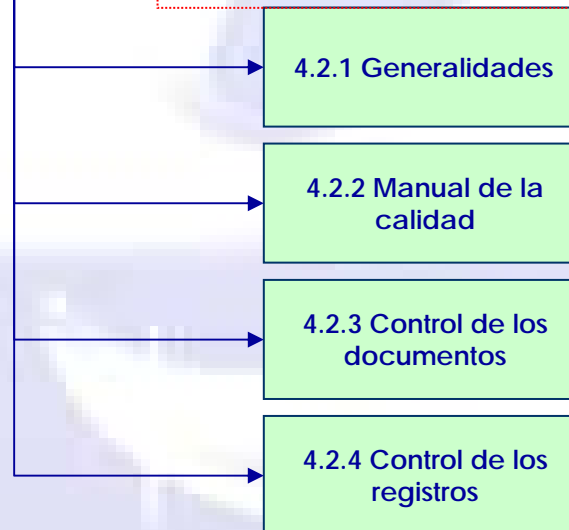 4.2.1 Generalidades
4.2.2 Manual de la
calidad
4.2.3 Control de los
documentos
4.2.4 Control de los
registros